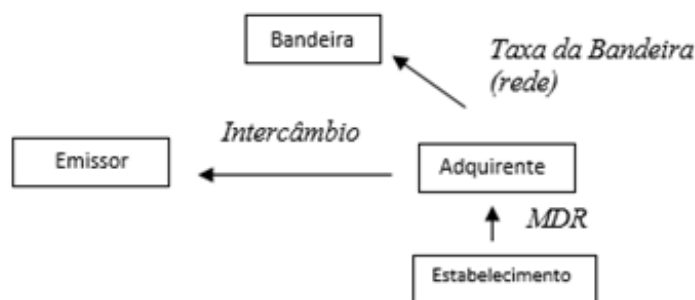 Bandeira
Taxa da Bandeira
(rede)
Intercâmbio
Emissor
Adquirente
MDR
Estabelecimento